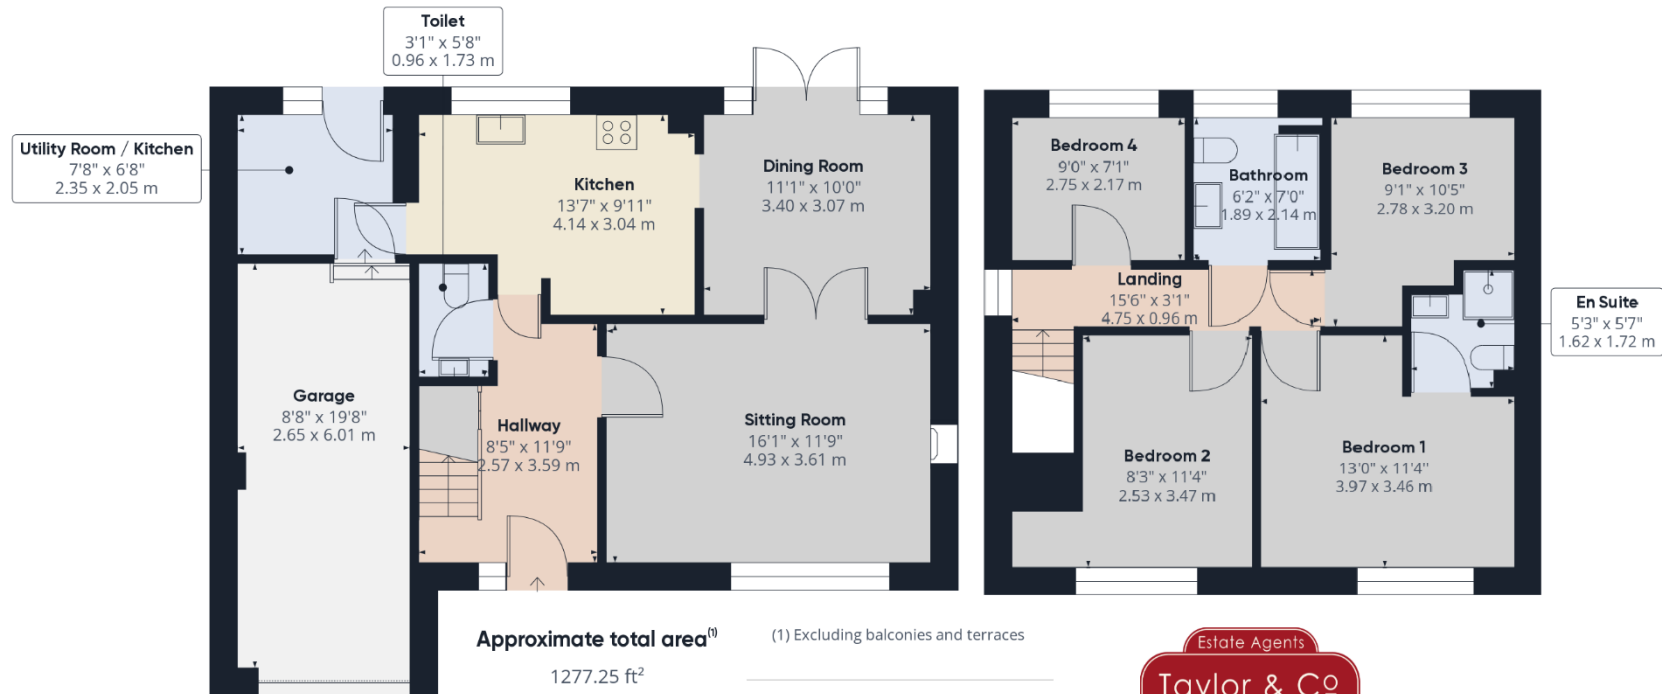 Toilet
3'1" x 5'8"
0.96 x 1.73 m
Utility Room / Kitchen
7'8" x 6'8"
2.35 x 2.05 m
Kitchen
13'7" x 9'11"
4.14 x 3.04 m
Dining Room
11'1" x 10'0"
3.40 x 3.07 m
Garage
8'8" x 19'8"
2.65 x 6.01 m
Hallway
8'5" x 11'9"
2.57 x 3.59 m
Sitting Room
16'1" x 11'9"
4.93 x 3.61 m
Bedroom 4
9'0" x 7'1"
2.75 x 2.17 m
Bathroom
6'2" x 7'0"
1.89 x 2.14 m
Bedroom 3
9'1" x 10'5"
2.78 x 3.20 m
Landing
15'6" x 3'1"
4.75 x 0.96 m
En Suite
5'3" x 5'7"
1.62 x 1.72 m
Bedroom 2
8'3" x 11'4"
2.53 x 3.47 m
Bedroom 1
13'0" x 11'4"
3.97 x 3.46 m
Approximate total area(1)
1277.25 ft²
(1) Excluding balconies and terraces
Estate Agents
Taylor & Co